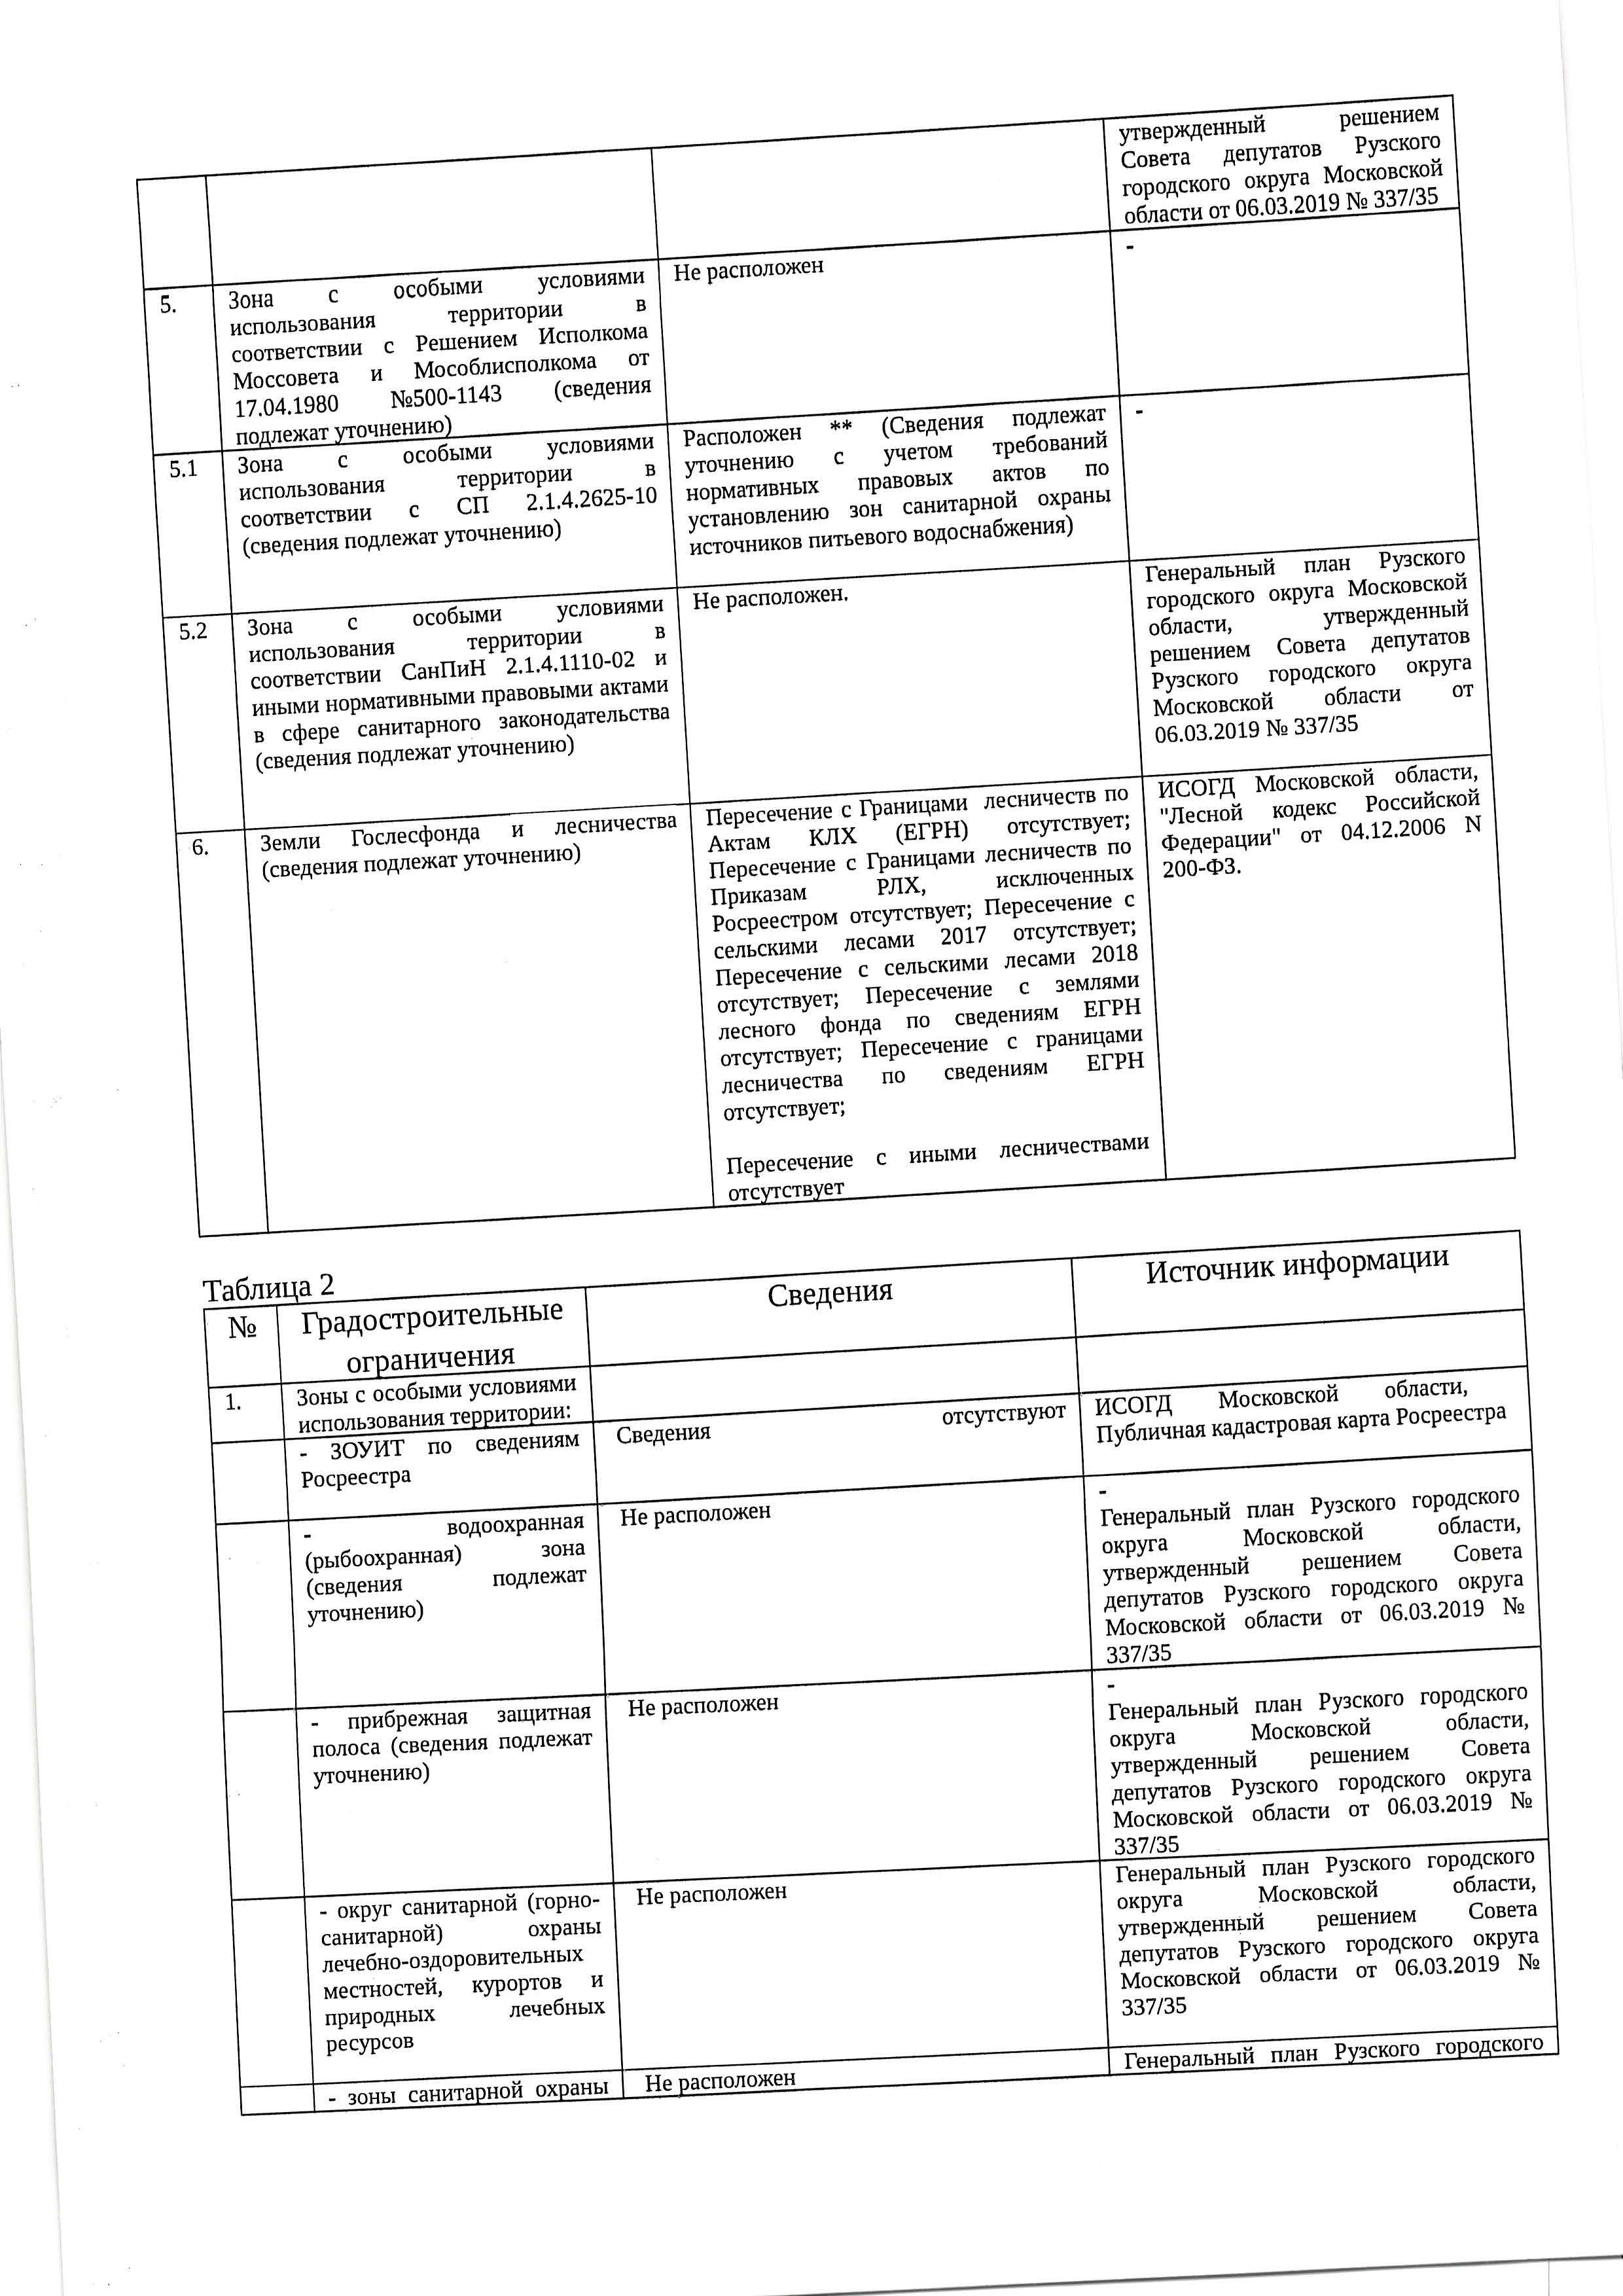 утвержденный решением
Совета депутатов Рузского
городского округа Московской
области от 06.03.2019 № 337/35
5.
Зона с особыми условиями
использования территории в
соответствии с Решением Исполкома
Моссовета и Мособлисполкома от
17.04.1980 №500-1143 (сведения
подлежат уточнению)
Не расположен
-
5.1
Зона с особыми условиями
использования территории в
соответствии с СП 2.1.4.2625-10
(сведения подлежат уточнению)
Расположен ** (Сведения подлежат
уточнению с учетом требований
нормативных правовых актов по
установлению зон санитарной охраны
источников питьевого водоснабжения)
-
5.2
Зона с особыми условиями
использования территории в
соответствии СанПиН 2.1.4.1110-02 и
иными нормативными правовыми актами
в сфере санитарного законодательства
(сведения подлежат уточнению)
Не расположен.
Генеральный план Рузского
городского округа Московской
области, утвержденный
решением Совета депутатов
Рузского городского округа
Московской области от
06.03.2019 № 337/35
6.
Земли Гослесфонда и лесничества
(сведения подлежат уточнению)
Пересечение с Границами лесничеств по
Актам КЛХ (ЕГРН) отсутствует;
Пересечение с Границами лесничеств по
Приказам РЛХ, исключенных
Росреестром отсутствует; Пересечение с
сельскими лесами 2017 отсутствует;
Пересечение с сельскими лесами 2018
отсутствует; Пересечение с землями
лесного фонда по сведениям ЕГРН
отсутствует; Пересечение с границами
лесничества по сведениям ЕГРН
отсутствует;
Пересечение с иными лесничествами
отсутствует
ИСОГД Московской области,
"Лесной кодекс Российской
Федерации" от 04.12.2006 N
200-ФЗ.
Таблица 2
№
Градостроительные
ограничения
Сведения
Источник информации
1.
Зоны с особыми условиями
использования территории:
- ЗОУИТ по сведениям
Росреестра
Сведения отсутствуют
ИСОГД Московской области,
Публичная кадастровая карта Росреестра
- водоохранная
(рыбоохранная) зона
(сведения подлежат
уточнению)
Не расположен
-
Генеральный план Рузского городского
округа Московской области,
утвержденный решением Совета
депутатов Рузского городского округа
Московской области от 06.03.2019 №
337/35
- прибрежная защитная
полоса (сведения подлежат
уточнению)
Не расположен
-
Генеральный план Рузского городского
округа Московской области,
утвержденный решением Совета
депутатов Рузского городского округа
Московской области от 06.03.2019 №
337/35
- округ санитарной (горно-
санитарной) охраны
лечебно-оздоровительных
местностей, курортов и
природных лечебных
ресурсов
Не расположен
Генеральный план Рузского городского
округа Московской области,
утвержденный решением Совета
депутатов Рузского городского округа
Московской области от 06.03.2019 №
337/35
- зоны санитарной охраны
Не расположен
Генеральный план Рузского городского